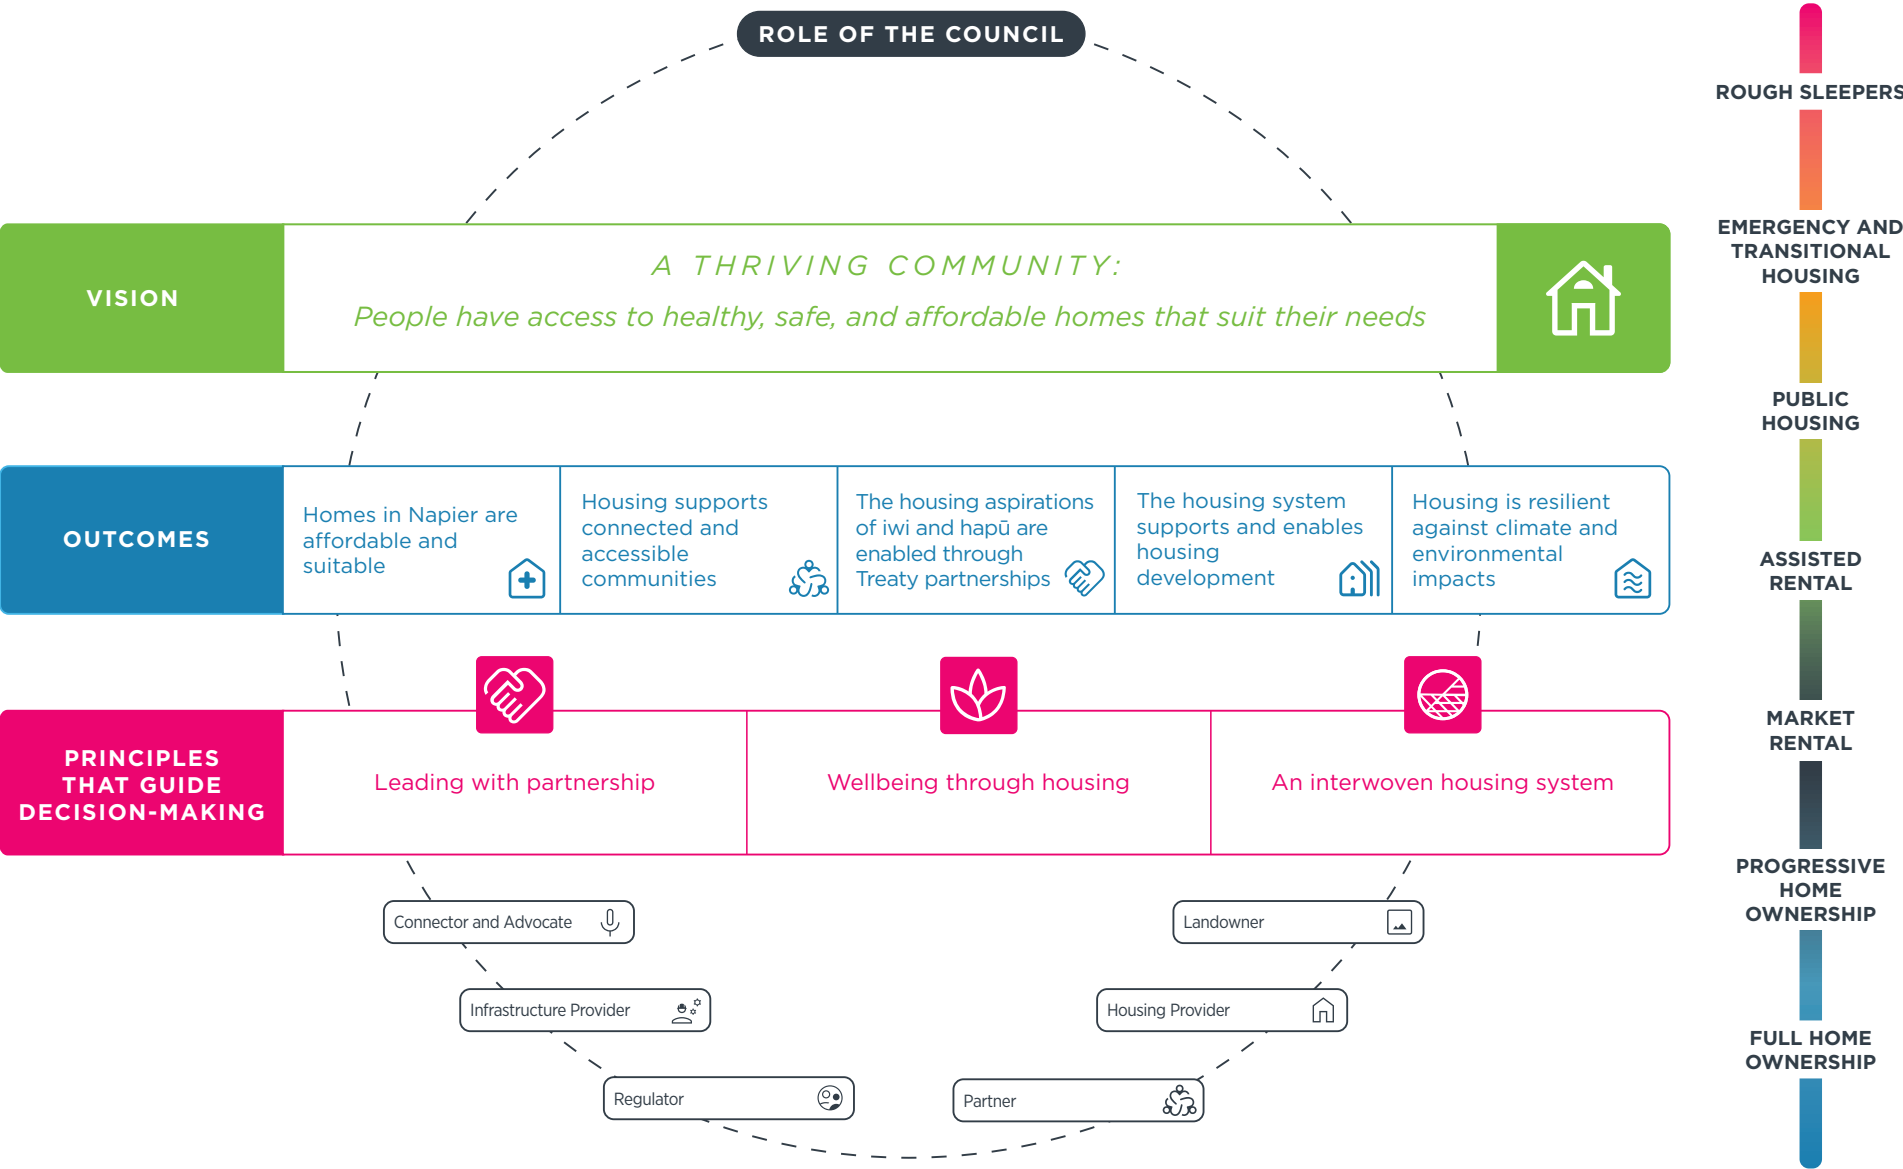 ROLE OF THE COUNCIL
VISION
A THRIVING COMMUNITY:
People have access to healthy, safe, and affordable homes that suit their needs
OUTCOMES
Homes in Napier are
affordable and
suitable
Housing supports
connected and
accessible
communities
The housing aspirations
of iwi and hapū are
enabled through
Treaty partnerships
The housing system
supports and enables
housing
development
Housing is resilient
against climate and
environmental
impacts
PRINCIPLES
THAT GUIDE
DECISION-MAKING
Leading with partnership
Wellbeing through housing
An interwoven housing system
Connector and Advocate
Infrastructure Provider
Regulator
Landowner
Housing Provider
Partner
ROUGH SLEEPERS
EMERGENCY AND
TRANSITIONAL
HOUSING
PUBLIC
HOUSING
ASSISTED
RENTAL
MARKET
RENTAL
PROGRESSIVE
HOME
OWNERSHIP
FULL HOME
OWNERSHIP